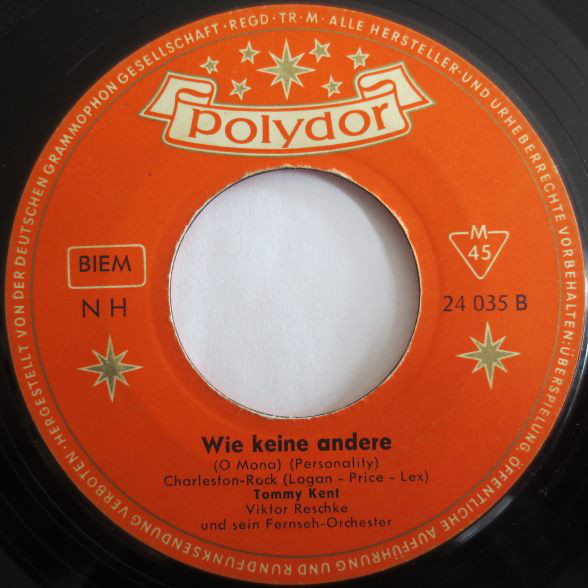 HERGESTELLT VON DER DEUTSCHEN GRAMMOPHON GESELLSCHAFT · REGD · TR · M · ALLE HERSTELLER- UND URHEBERRECHTE VORBEHALTEN: ÜBERSPIELUNG ÖFFENTLICHE AUFFÜHRUNG UND RUNDFUNKSENDUNG VERBOTEN ·
Polydor
BIEM
M
45
N H
24 035 B
Wie keine andere
(O Mona) (Personality)
Charleston-Rock (Logan - Price - Lex)
Tommy Kent
Viktor Reschke
und sein Fernseh-Orchester